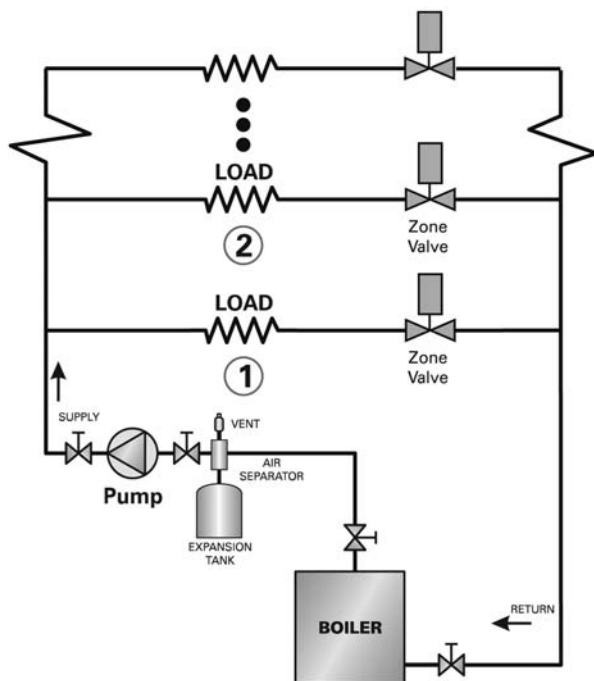 LOAD
2
Zone
Valve
LOAD
1
Zone
Valve
SUPPLY
VENT
AIR
SEPARATOR
Pump
EXPANSION
TANK
BOILER
RETURN